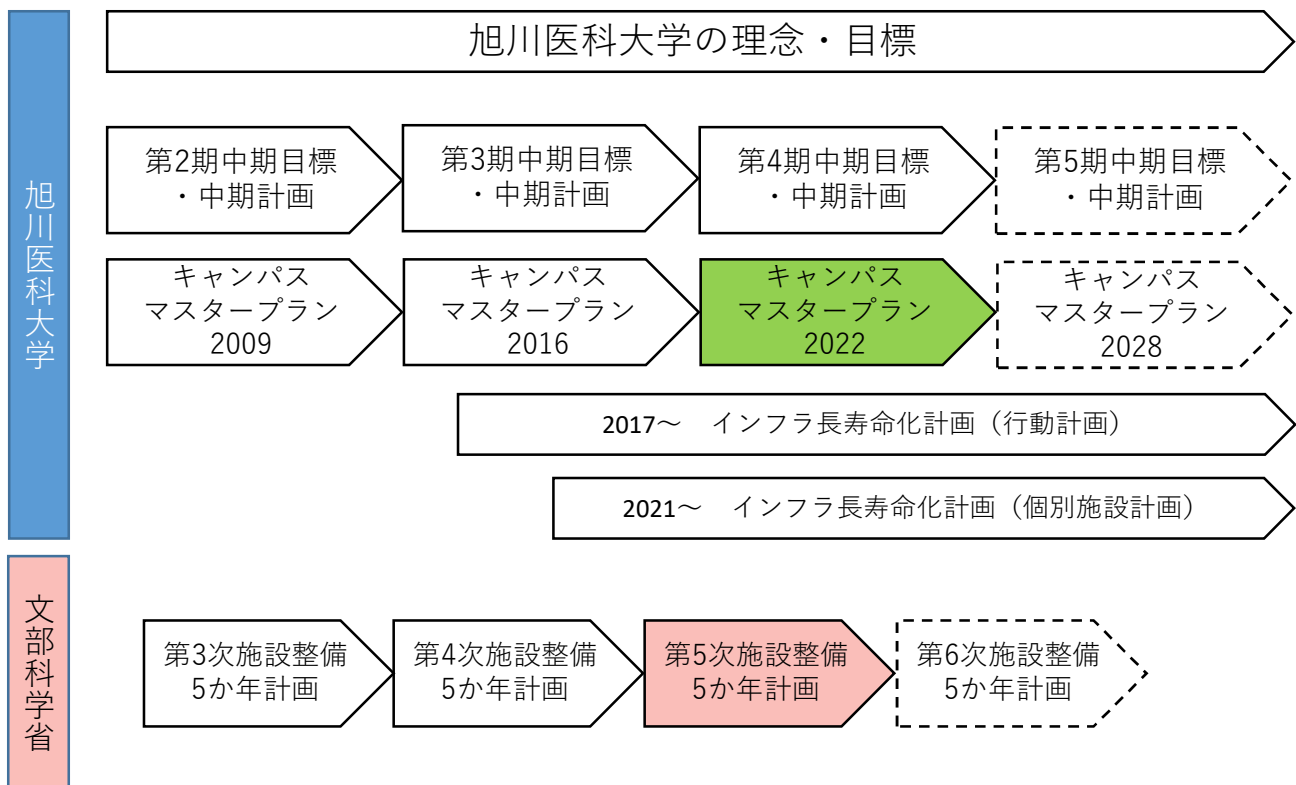 旭川医科大学
旭川医科大学の理念・目標
第2期中期目標
・中期計画
第3期中期目標
・中期計画
第4期中期目標
・中期計画
第5期中期目標
・中期計画
キャンパス
マスタープラン
2009
キャンパス
マスタープラン
2016
キャンパス
マスタープラン
2022
キャンパス
マスタープラン
2028
2017～　インフラ長寿命化計画（行動計画）
2021～　インフラ長寿命化計画（個別施設計画）
文部科学省
第3次施設整備
5か年計画
第4次施設整備
5か年計画
第5次施設整備
5か年計画
第6次施設整備
5か年計画